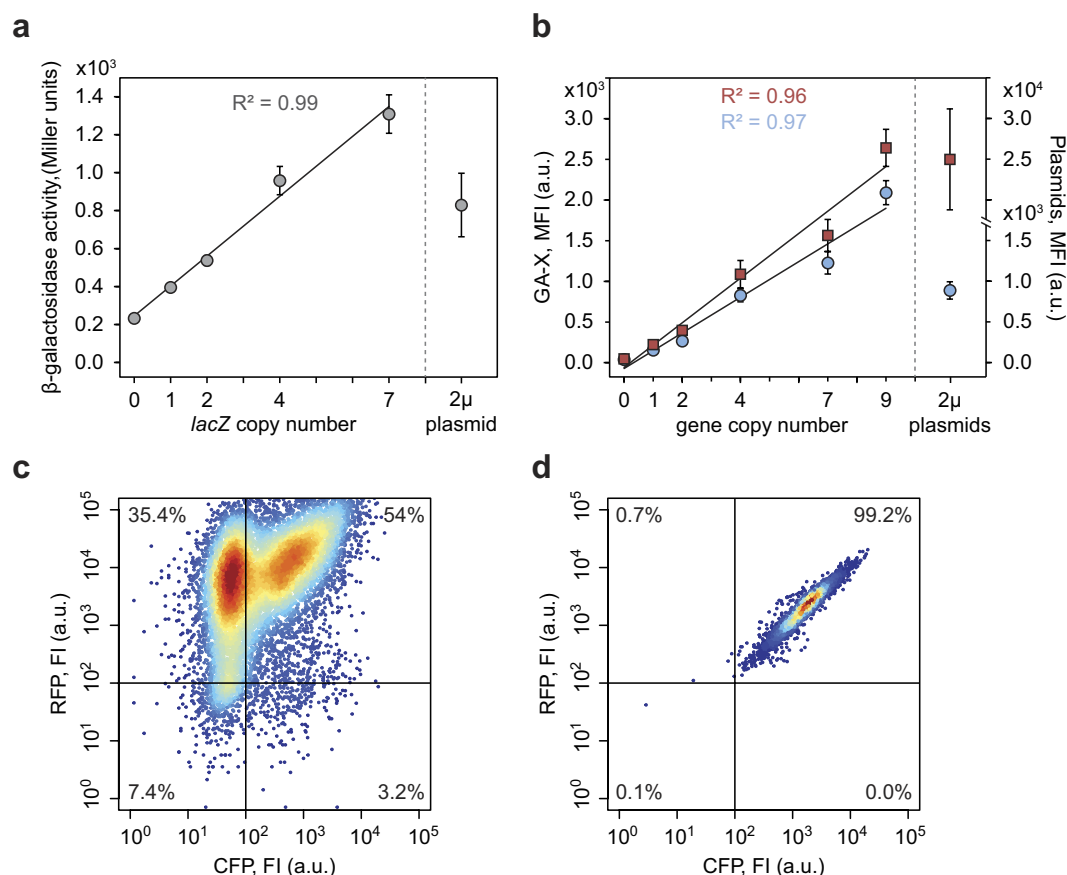 a
x10³
β-galactosidase activity,(Miller units)
1.4
1.2
1.0
0.8
0.6
0.4
0.2
0.0
R² = 0.99
0 1 2 4 7 2μ
lacZ copy number plasmid
b
x10³
GA-X, MFI (a.u.)
3.0
2.5
2.0
1.5
1.0
0.5
0.0
R² = 0.96
R² = 0.97
x10⁴
3.0
2.5
x10³
1.5
1.0
0.5
0.0
Plasmids, MFI (a.u.)
0 1 2 4 7 9 2μ
gene copy number plasmids
c
RFP, FI (a.u.)
10⁵
10⁴
10³
10²
10¹
10⁰
35.4% 54%
7.4% 3.2%
10⁰ 10¹ 10² 10³ 10⁴ 10⁵
CFP, FI (a.u.)
d
RFP, FI (a.u.)
10⁵
10⁴
10³
10²
10¹
10⁰
0.7% 99.2%
0.1% 0.0%
10⁰ 10¹ 10² 10³ 10⁴ 10⁵
CFP, FI (a.u.)